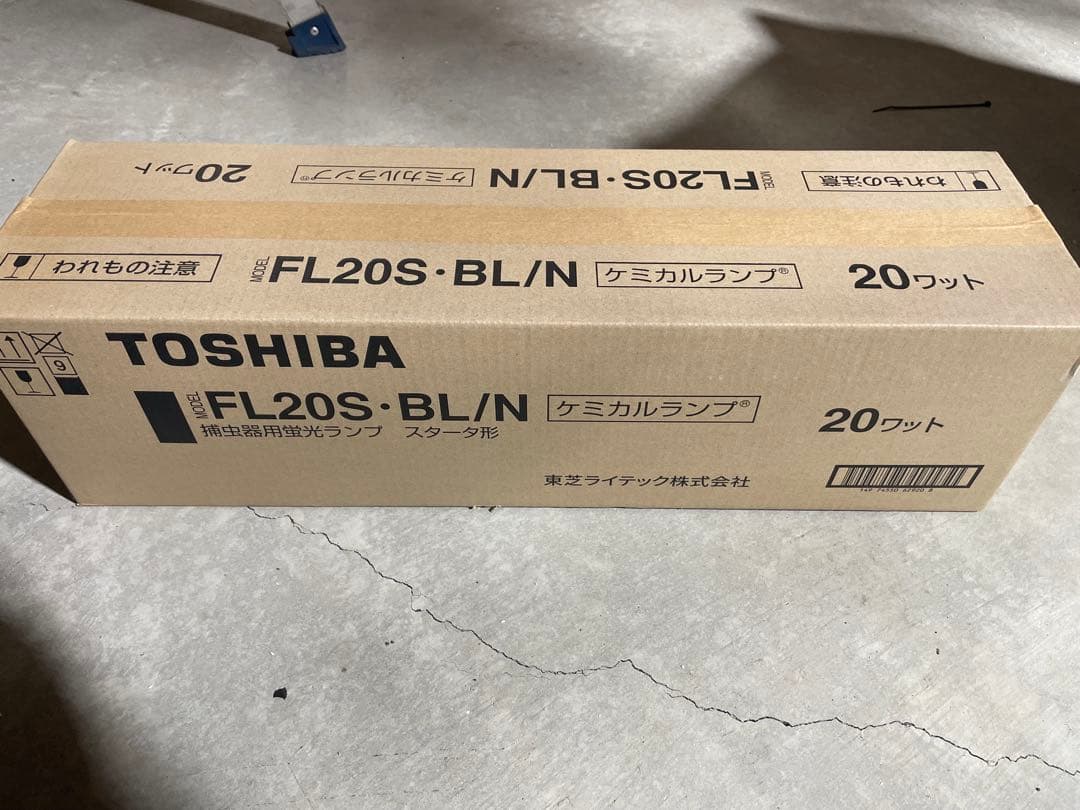 20ワット
ケミカルランプ®
MODEL FL20S・BL/N
われもの注意
われもの注意
MODEL FL20S・BL/N
ケミカルランプ®
20ワット
9
TOSHIBA
MODEL FL20S・BL/N
ケミカルランプ®
20ワット
捕虫器用蛍光ランプ スタータ形
東芝ライテック株式会社